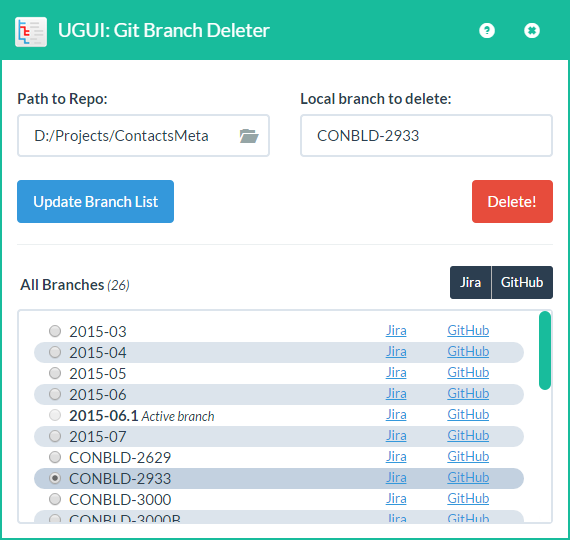 UGUI: Git Branch Deleter
Path to Repo: Local branch to delete:
D:/Projects/ContactsMeta CONBLD-2933
Update Branch List Delete!
All Branches (26) Jira GitHub
2015-03 Jira GitHub
2015-04 Jira GitHub
2015-05 Jira GitHub
2015-06 Jira GitHub
2015-06.1 Active branch Jira GitHub
2015-07 Jira GitHub
CONBLD-2629 Jira GitHub
CONBLD-2933 Jira GitHub
CONBLD-3000 Jira GitHub
CONBLD-3000B Jira GitHub